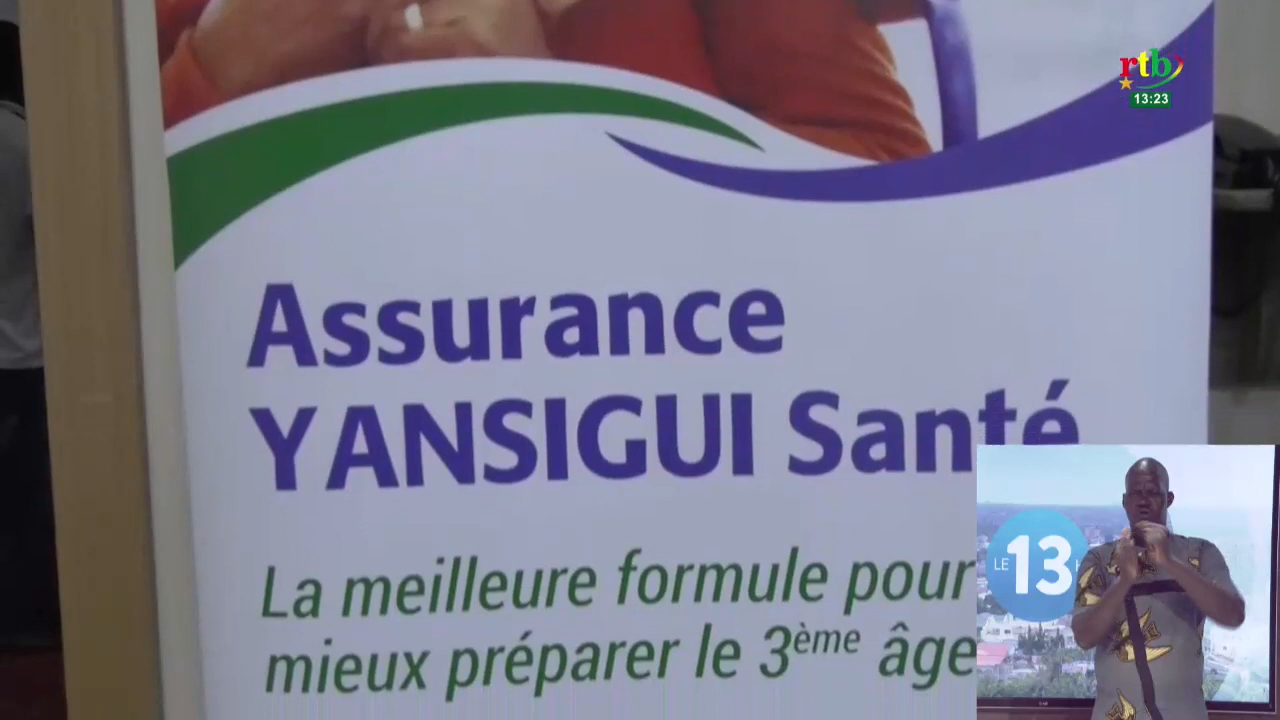 rtb
13:23
Assurance
YANSIGUI Santé
La meilleure formule pour
mieux préparer le 3ème âge
LE 13